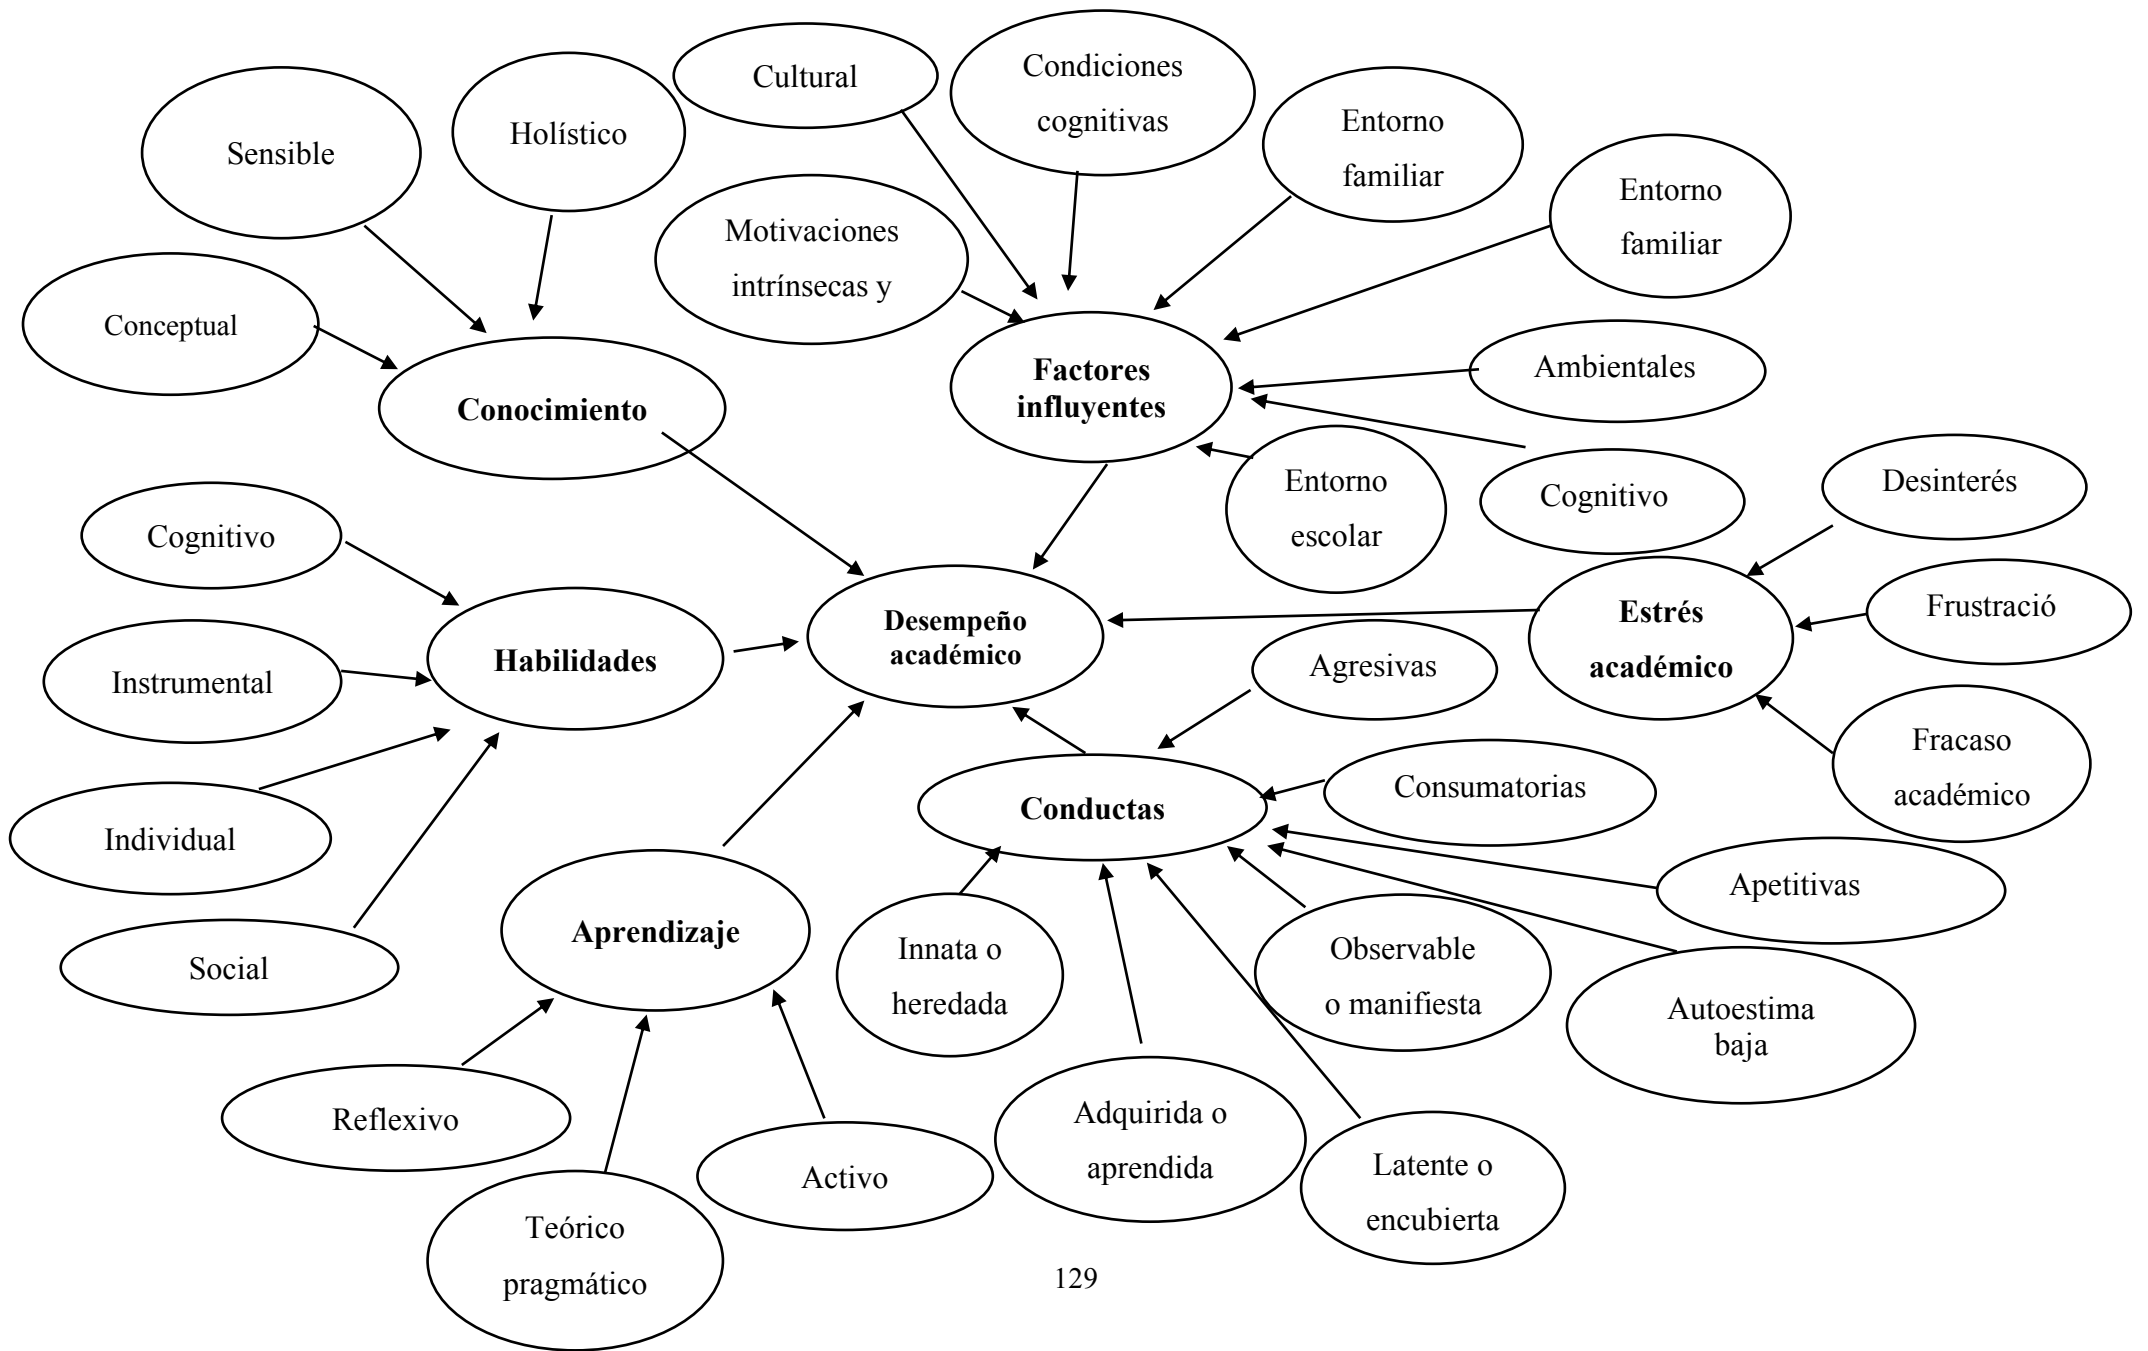 Cultural
Condiciones
cognitivas
Holístico
Sensible
Entorno
familiar
Entorno
familiar
Motivaciones
intrínsecas y
Conceptual
Conocimiento
Factores
influyentes
Ambientales
Entorno
escolar
Cognitivo
Desinterés
Cognitivo
Habilidades
Instrumental
Individual
Social
Desempeño
académico
Estrés
académico
Frustració
Fracaso
académico
Agresivas
Conductas
Consumatorias
Apetitivas
Autoestima
baja
Aprendizaje
Innata o
heredada
Observable
o manifiesta
Reflexivo
Teórico
pragmático
Activo
Adquirida o
aprendida
Latente o
encubierta
129